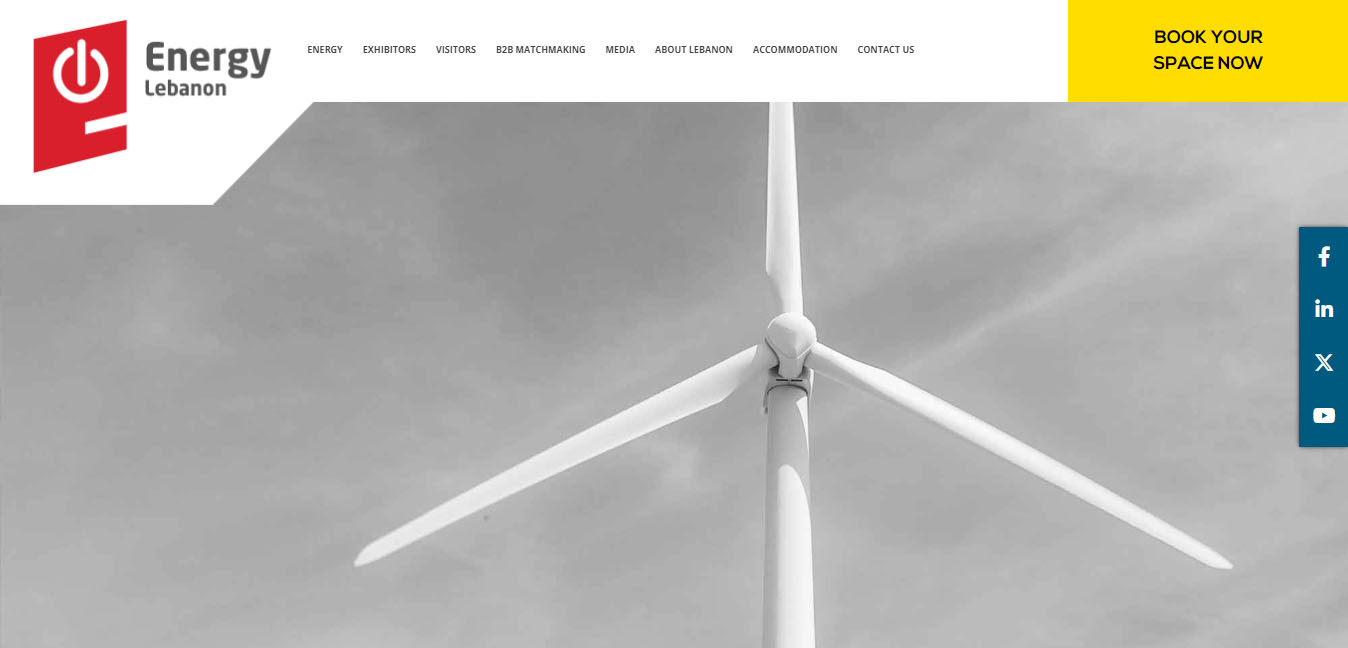 Energy
Lebanon
ENERGY
EXHIBITORS
VISITORS
B2B MATCHMAKING
MEDIA
ABOUT LEBANON
ACCOMMODATION
CONTACT US
BOOK YOUR
SPACE NOW